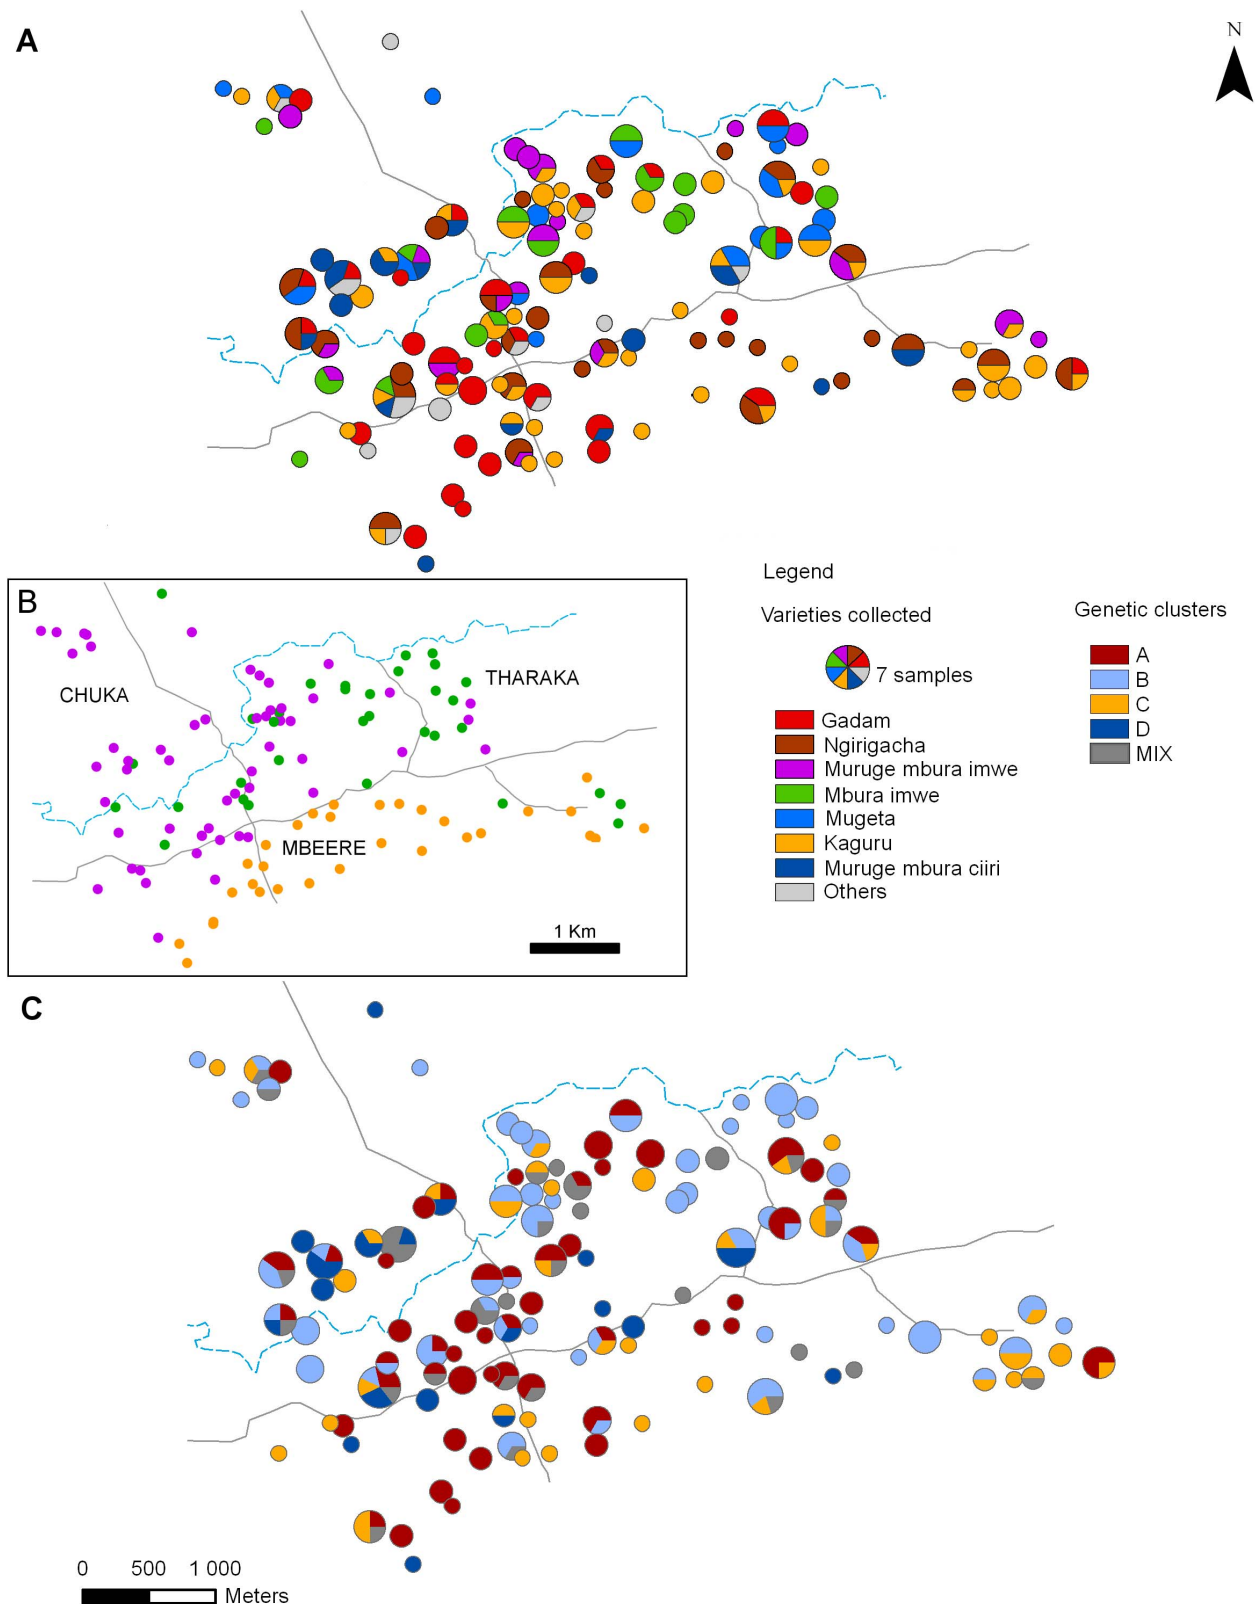 A
N
B
CHUKA
THARAKA
MBEERE
1 Km
Legend
Varieties collected
7 samples
Gadam
Ngirigacha
Muruge mbura imwe
Mbura imwe
Mugeta
Kaguru
Muruge mbura ciiri
Others
Genetic clusters
A
B
C
D
MIX
C
0 500 1 000
Meters